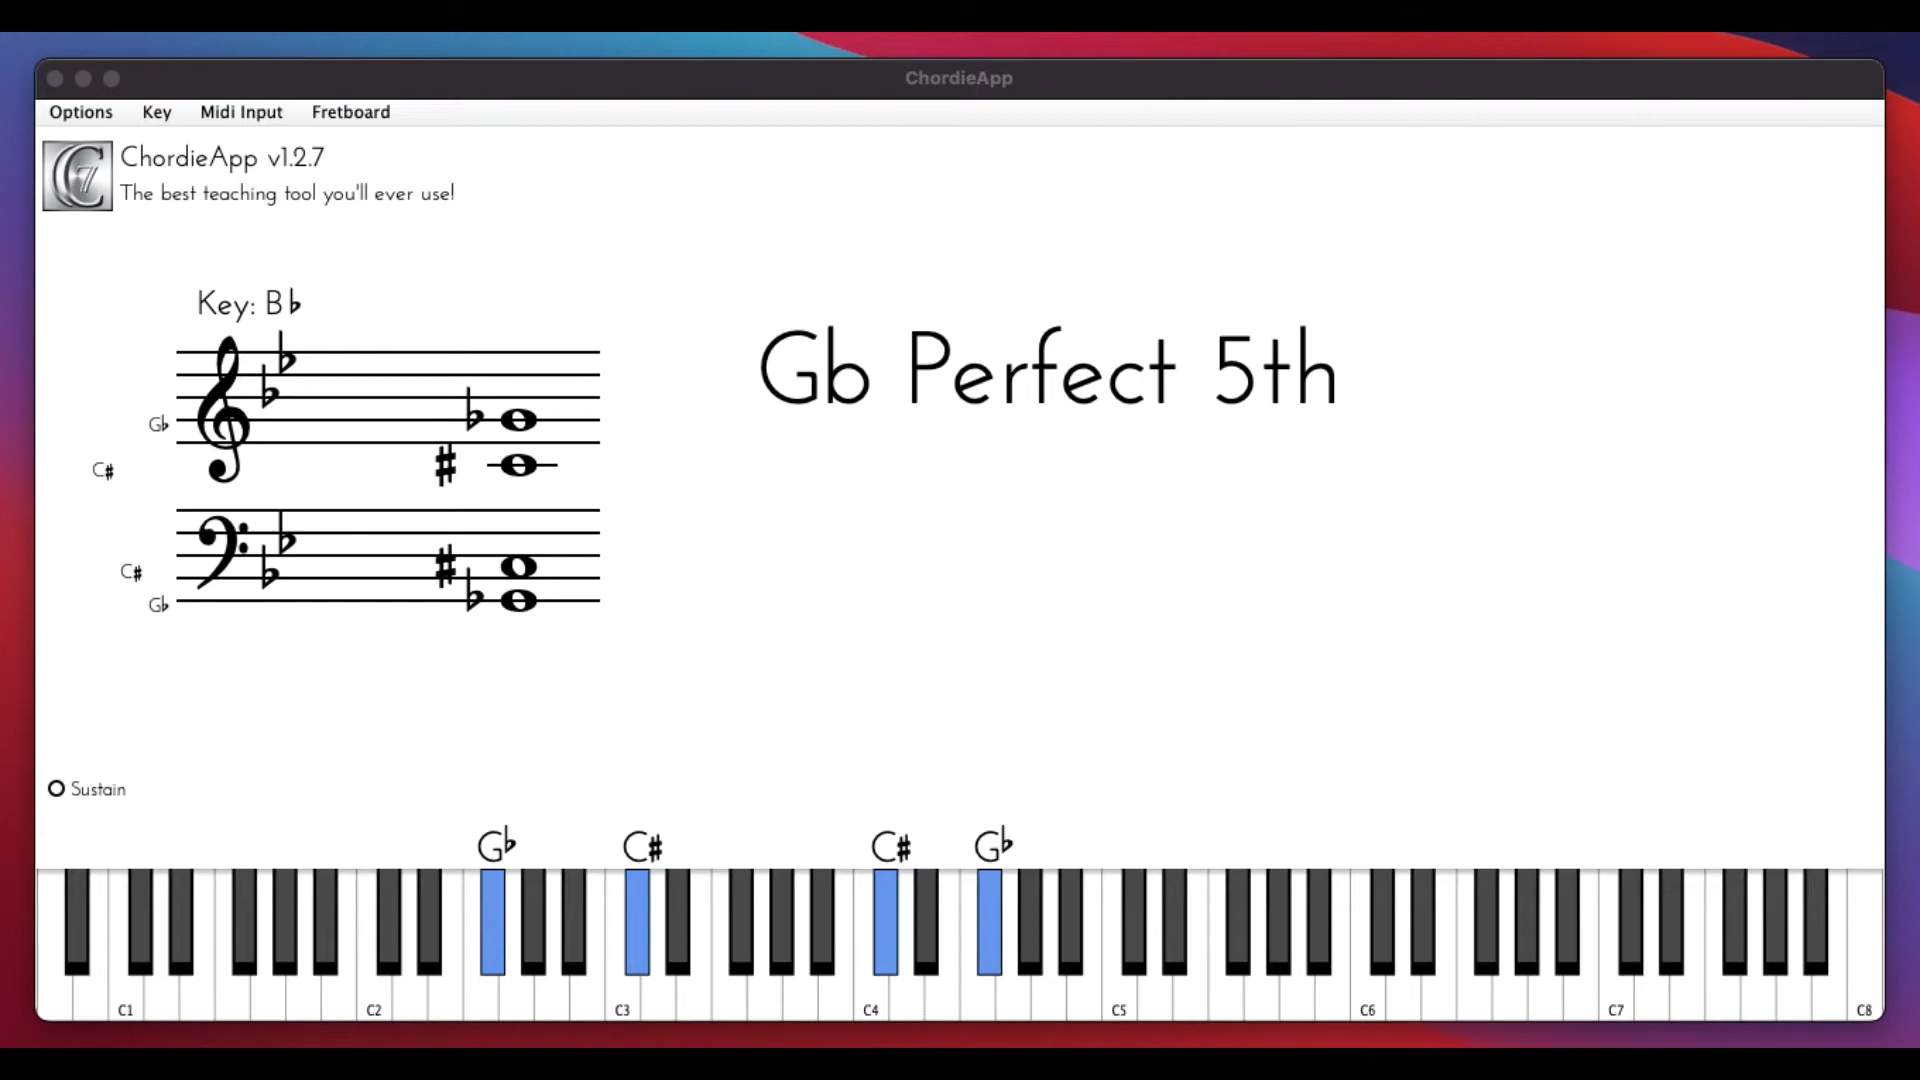 ChordieApp
Options Key Midi Input Fretboard
ChordieApp v1.2.7
The best teaching tool you'll ever use!
Key: B♭
Gb Perfect 5th
G♭
C♯
C♯
G♭
Sustain
G♭ C♯ C♯ G♭
C1 C2 C3 C4 C5 C6 C7 C8